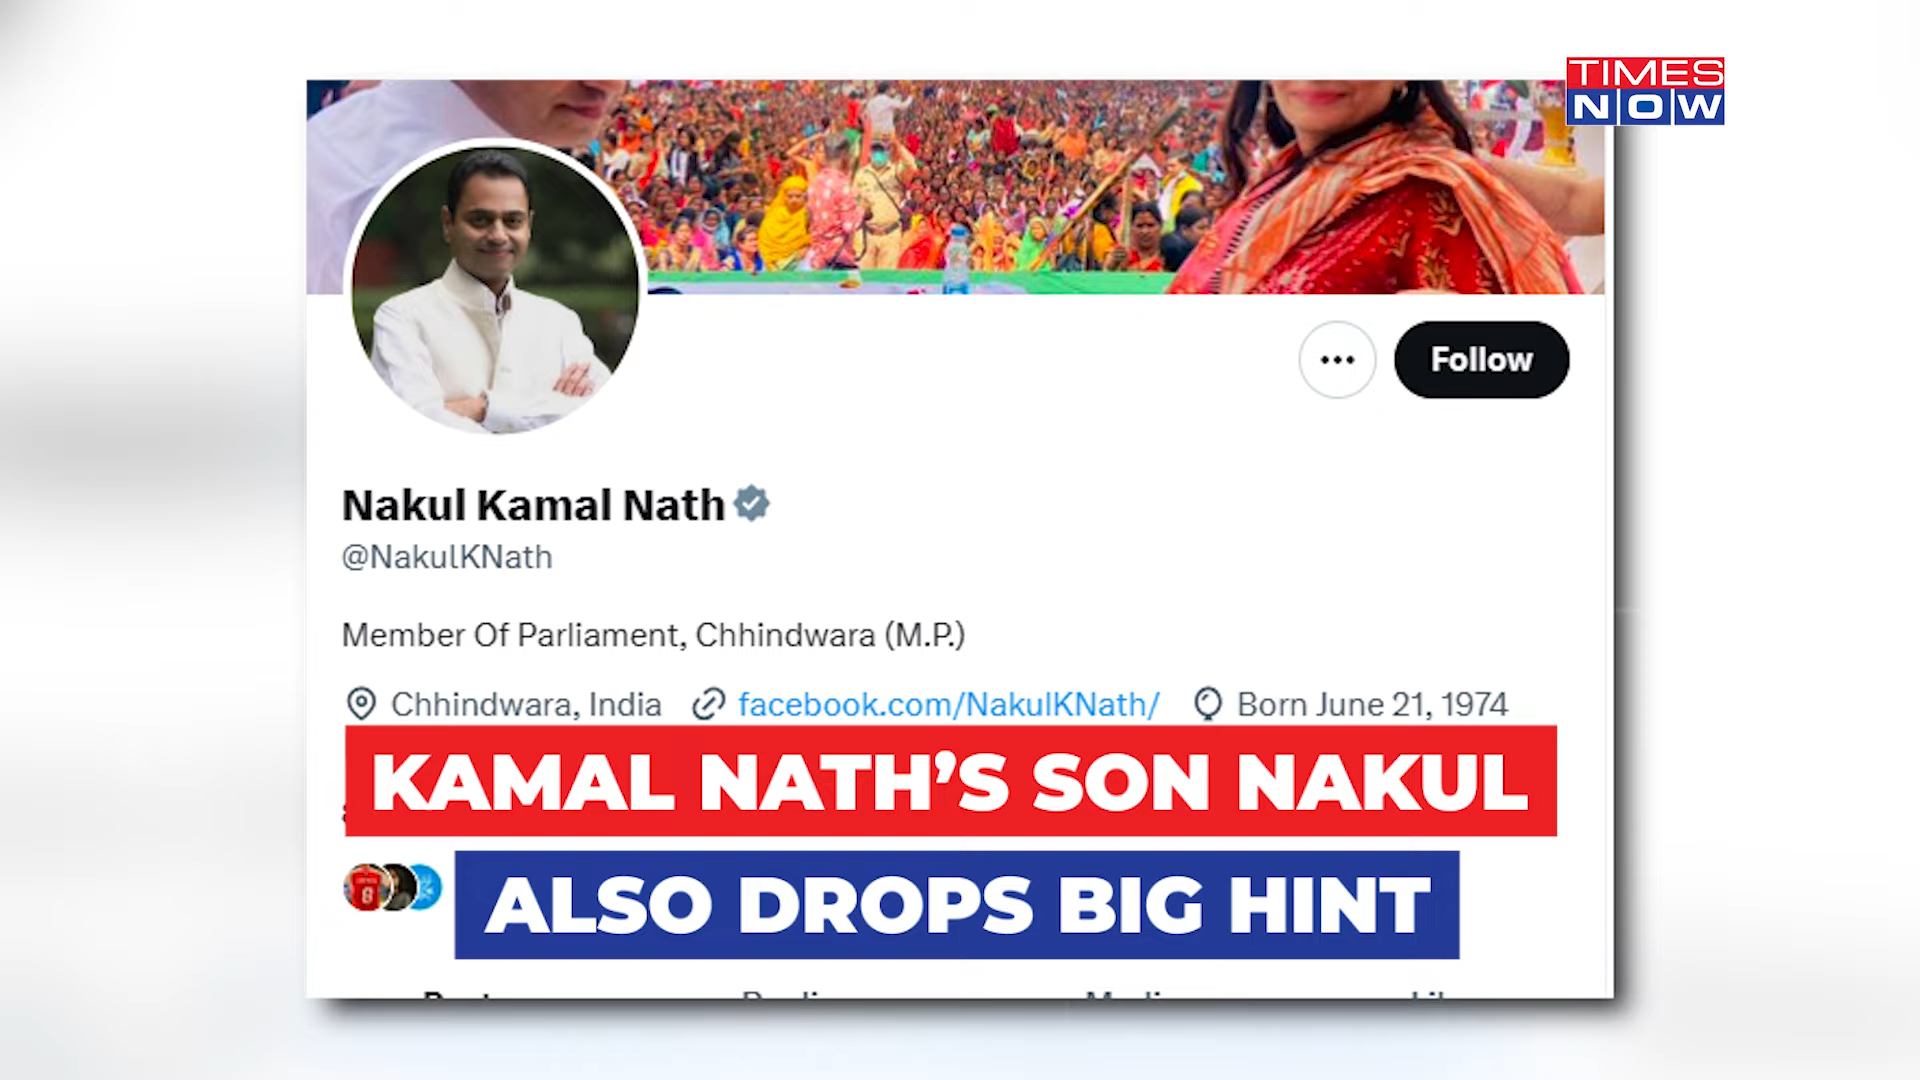 TIMES
NOW
Follow
Nakul Kamal Nath
@NakulKNath
Member Of Parliament, Chhindwara (M.P.)
Chhindwara, India facebook.com/NakulKNath/ Born June 21, 1974
KAMAL NATH’S SON NAKUL
8
ALSO DROPS BIG HINT